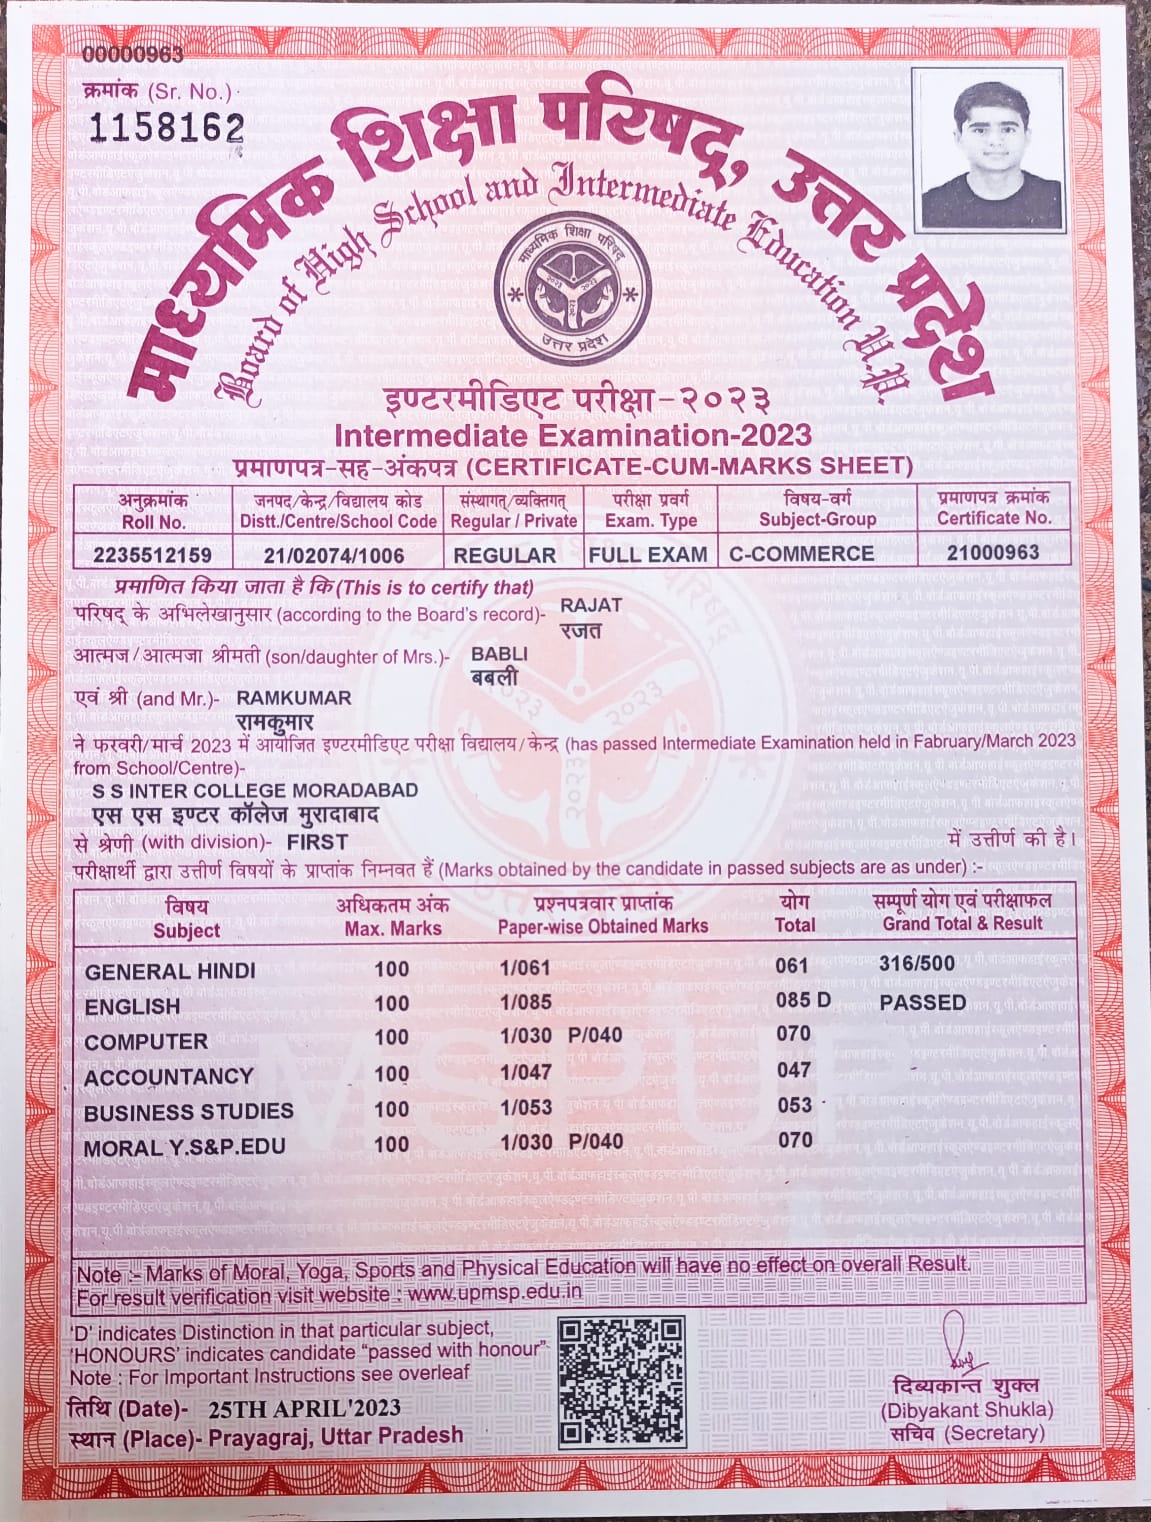 00000963
क्रमांक (Sr. No.)
1158162
माध्यमिक शिक्षा परिषद्, उत्तर प्रदेश
Board of High School and Intermediate Education U.P.
माध्यमिक शिक्षा परिषद्
उत्तर प्रदेश
इण्टरमीडिएट परीक्षा-२०२३
Intermediate Examination-2023
प्रमाणपत्र-सह-अंकपत्र (CERTIFICATE-CUM-MARKS SHEET)
अनुक्रमांक जनपद/केन्द्र/विद्यालय कोड संस्थागत्/व्यक्तिगत् परीक्षा प्रवर्ग विषय-वर्ग प्रमाणपत्र क्रमांक
Roll No. Distt./Centre/School Code Regular / Private Exam. Type Subject-Group Certificate No.
2235512159 21/02074/1006 REGULAR FULL EXAM C-COMMERCE 21000963
प्रमाणित किया जाता है कि (This is to certify that)
परिषद् के अभिलेखानुसार (according to the Board's record)- RAJAT
रजत
आत्मज/आत्मजा श्रीमती (son/daughter of Mrs.)- BABLI
बबली
एवं श्री (and Mr.)- RAMKUMAR
रामकुमार
ने फरवरी/मार्च 2023 में आयोजित इण्टरमीडिएट परीक्षा विद्यालय/केन्द्र (has passed Intermediate Examination held in Fabruary/March 2023
from School/Centre)-
S S INTER COLLEGE MORADABAD
एस एस इण्टर कॉलेज मुरादाबाद
से श्रेणी (with division)- FIRST में उत्तीर्ण की है।
परीक्षार्थी द्वारा उत्तीर्ण विषयों के प्राप्तांक निम्नवत हैं (Marks obtained by the candidate in passed subjects are as under) :-
विषय अधिकतम अंक प्रश्नपत्रवार प्राप्तांक योग सम्पूर्ण योग एवं परीक्षाफल
Subject Max. Marks Paper-wise Obtained Marks Total Grand Total & Result
GENERAL HINDI 100 1/061 061 316/500
ENGLISH 100 1/085 085 D PASSED
COMPUTER 100 1/030 P/040 070
ACCOUNTANCY 100 1/047 047
BUSINESS STUDIES 100 1/053 053
MORAL Y.S&P.EDU 100 1/030 P/040 070
Note :- Marks of Moral, Yoga, Sports and Physical Education will have no effect on overall Result.
For result verification visit website : www.upmsp.edu.in
'D' indicates Distinction in that particular subject,
'HONOURS' indicates candidate "passed with honour"
Note : For Important Instructions see overleaf
तिथि (Date)- 25TH APRIL'2023
स्थान (Place)- Prayagraj, Uttar Pradesh
दिब्यकान्त शुक्ल
(Dibyakant Shukla)
सचिव (Secretary)